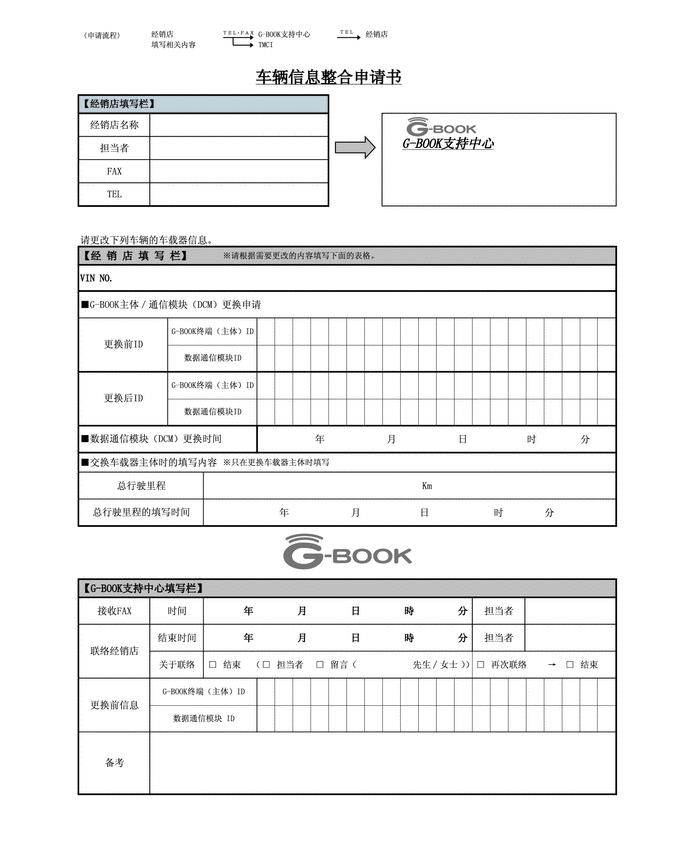 （申请流程） 经销店 TEL·FAX G-BOOK支持中心 TEL 经销店
填写相关内容 TMCI
车辆信息整合申请书
【经销店填写栏】
经销店名称
担当者
FAX
TEL
G-BOOK
G-BOOK支持中心
请更改下列车辆的车载器信息。
【经 销 店 填 写 栏】 ※请根据需要更改的内容填写下面的表格。
VIN NO.
■G-BOOK主体／通信模块（DCM）更换申请
更换前ID
G-BOOK终端（主体）ID
数据通信模块ID
更换后ID
G-BOOK终端（主体）ID
数据通信模块ID
■数据通信模块（DCM）更换时间 年 月 日 时 分
■交换车载器主体时的填写内容 ※只在更换车载器主体时填写
总行驶里程 Km
总行驶里程的填写时间 年 月 日 时 分
G-BOOK
【G-BOOK支持中心填写栏】
接收FAX 时间 年 月 日 時 分 担当者
联络经销店 结束时间 年 月 日 時 分 担当者
关于联络 □ 结束 （□ 担当者 □ 留言（ 先生／女士）） □ 再次联络 → □ 结束
更换前信息
G-BOOK终端（主体）ID
数据通信模块 ID
备考